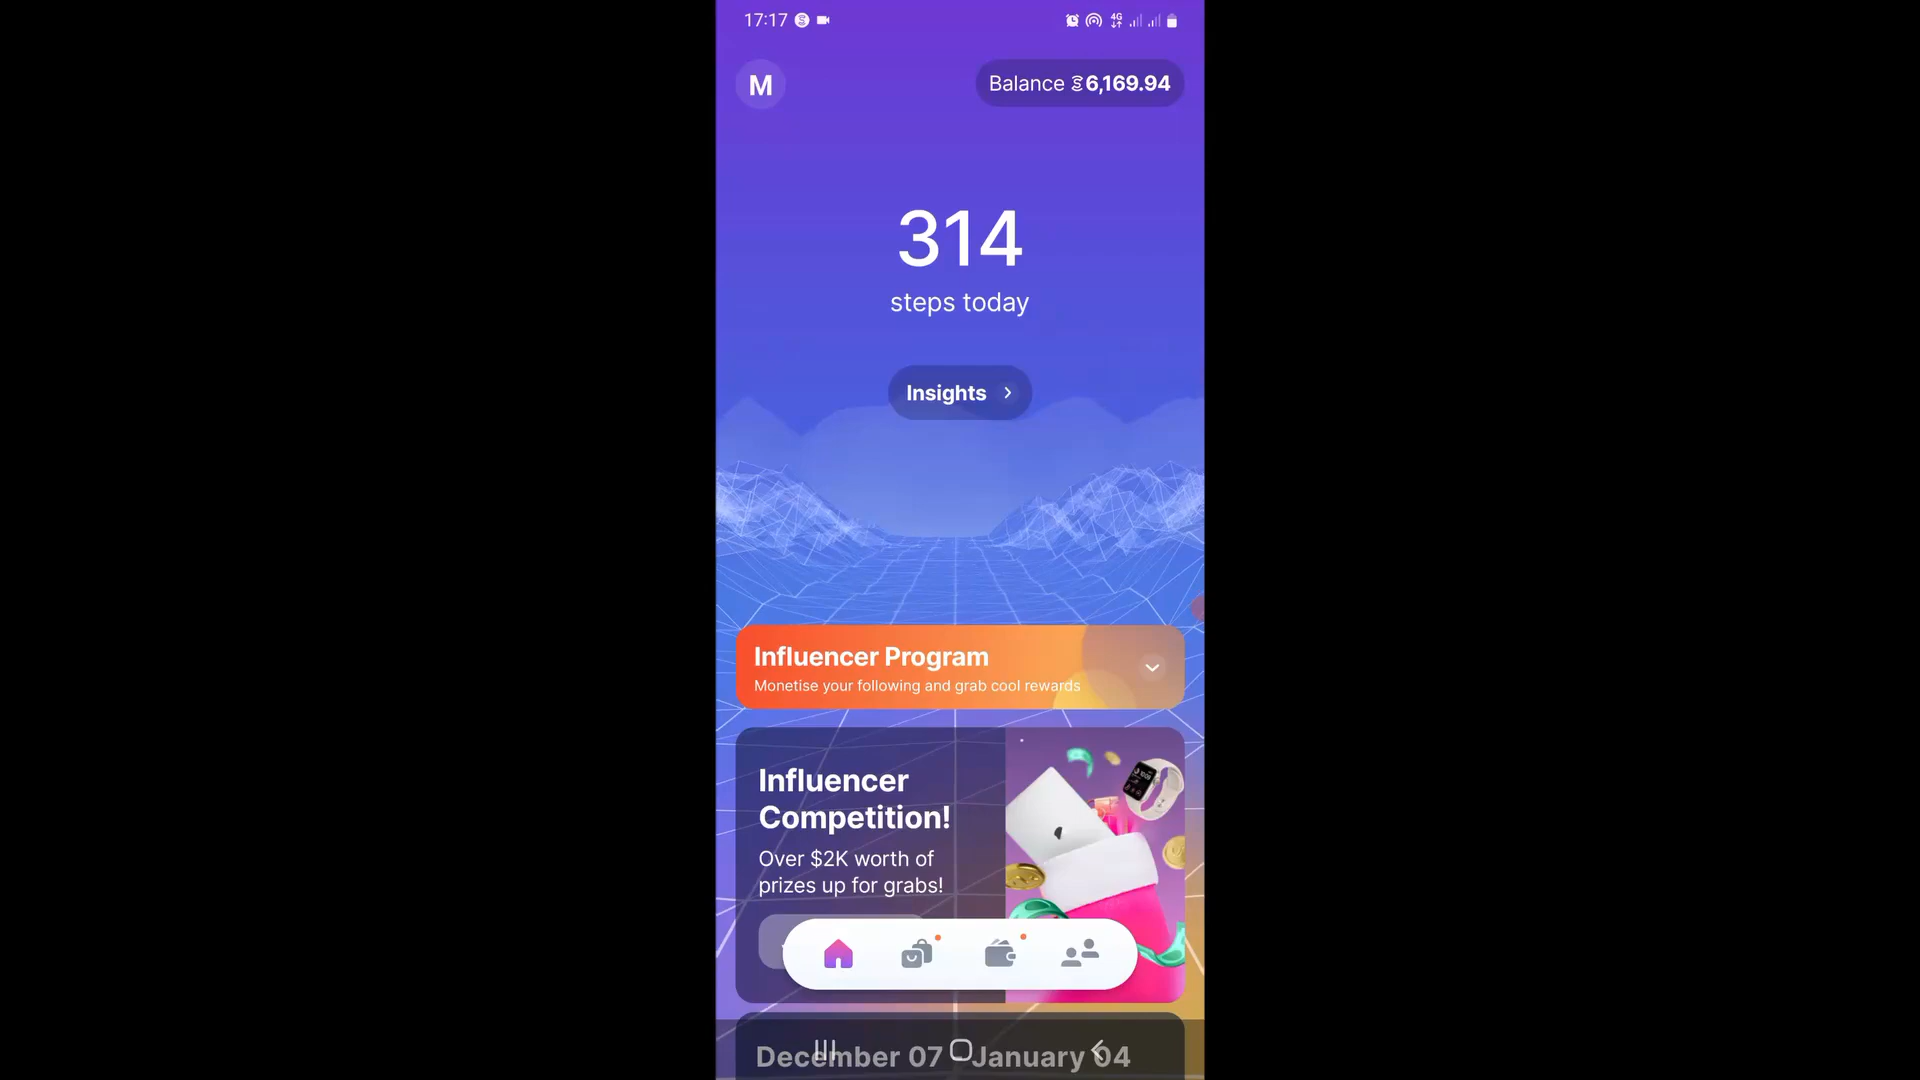 17:17
4G
M
Balance 6,169.94
314
steps today
Insights
Influencer Program
Monetise your following and grab cool rewards
Influencer
Competition!
Over $2K worth of
prizes up for grabs!
December 07 - January 04